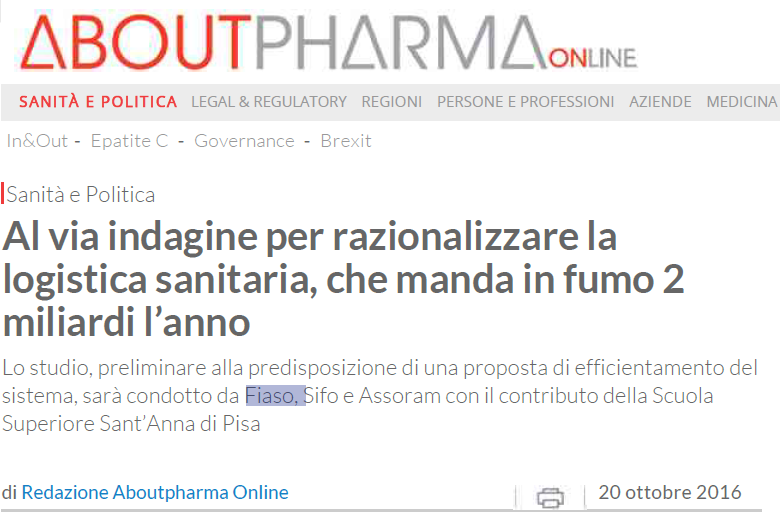 ABOUTPHARMA ONLINE
SANITÀ E POLITICA LEGAL & REGULATORY REGIONI PERSONE E PROFESSIONI AZIENDE MEDICINA
In&Out - Epatite C - Governance - Brexit
Sanità e Politica
Al via indagine per razionalizzare la
logistica sanitaria, che manda in fumo 2
miliardi l’anno
Lo studio, preliminare alla predisposizione di una proposta di efficientamento del
sistema, sarà condotto da Fiaso, Sifo e Assoram con il contributo della Scuola
Superiore Sant’Anna di Pisa
di Redazione Aboutpharma Online 20 ottobre 2016